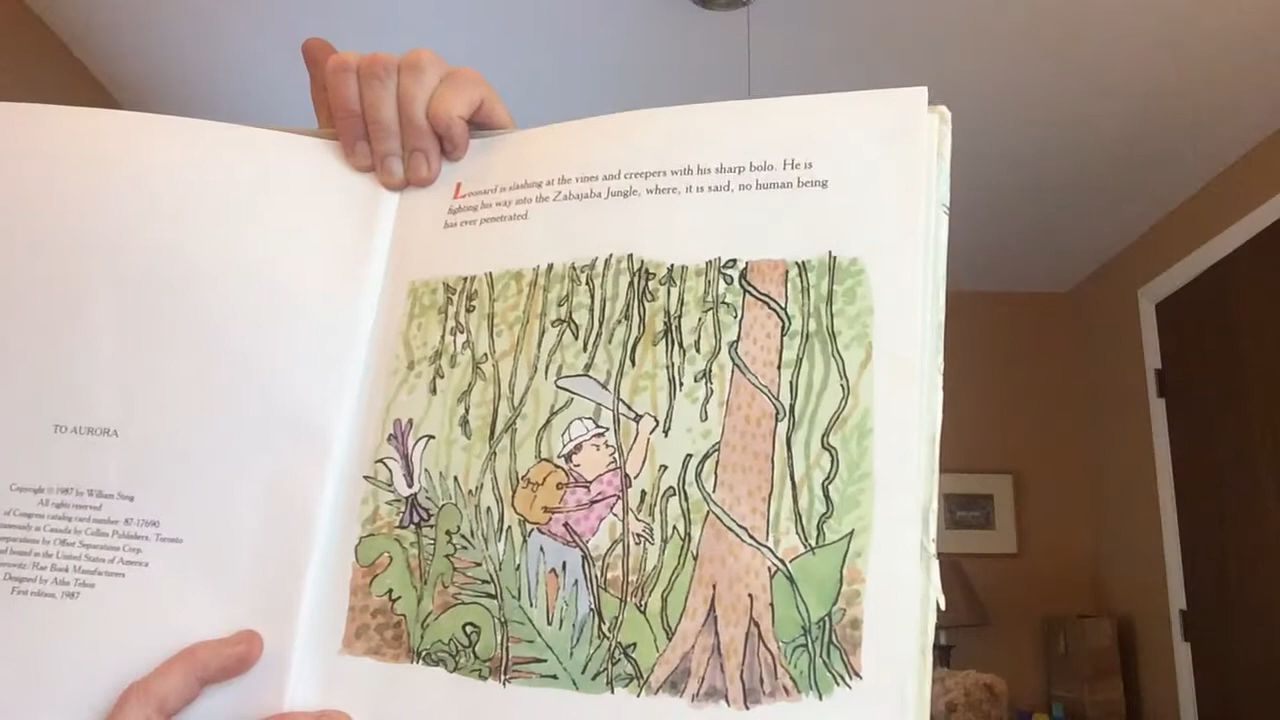 TO AURORA
Copyright © 1987 by William Steig
All rights reserved
of Congress catalog card number: 87-17690
in Canada by Collins Publishers, Toronto
separations by Offset Separations Corp.
bound in the United States of America
Book Manufacturers
Designed by Atha Tehon
First edition, 1987
Leonard is slashing at the vines and creepers with his sharp bolo. He is
fighting his way into the Zabajaba Jungle, where, it is said, no human being
has ever penetrated.